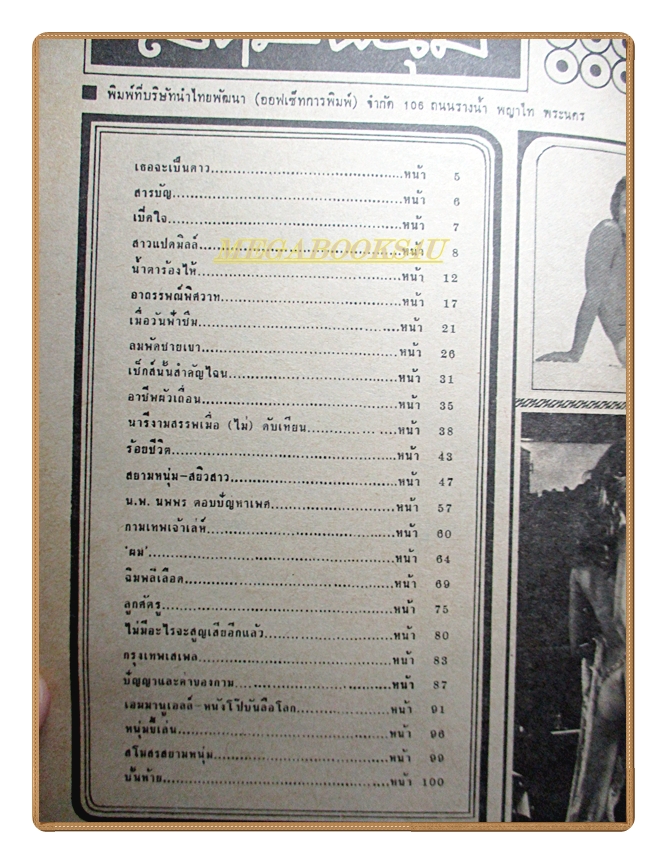 ■ พิมพ์ที่บริษัทนำไทยพัฒนา (ออฟเซ็ทการพิมพ์) จำกัด 106 ถนนรางน้ำ พญาไท พระนคร
เธอจะเป็นดาว...หน้า 5
สารบัญ...หน้า 6
เปิดใจ...หน้า 7
สาวแปดมิลล์...หน้า 8
MEGABOOKS4U
น้ำตาร้องไห้...หน้า 12
อาถรรพณ์พิศวาท...หน้า 17
เมื่อวันฟ้าชื้ม...หน้า 21
ลมพัดชายเขา...หน้า 26
เซ็กส์นั้นสำคัญไฉน...หน้า 31
อาชีพผัวเถื่อน...หน้า 35
นารีงามสรรพเมื่อ (ไม่) ดับเทียน...หน้า 38
ร้อยชีวิต...หน้า 43
สยามหนุ่ม-สยิวสาว...หน้า 47
น.พ. นพพร ตอบปัญหาเพศ...หน้า 57
กามเทพเจ้าเล่ห์...หน้า 60
'ผม'...หน้า 64
ฉิมพลีเลือด...หน้า 69
ลูกศัตรู...หน้า 75
ไม่มีอะไรจะสูญเสียอีกแล้ว...หน้า 80
กรุงเทพเสเพล...หน้า 83
ปัญญาและค่าของกาม...หน้า 87
เอมมานูเอลล์-หนังโป๊บันลือโลก...หน้า 91
หนุ่มขี้เล่น...หน้า 96
สโมสรสยามหนุ่ม...หน้า 99
บั้นท้าย...หน้า 100